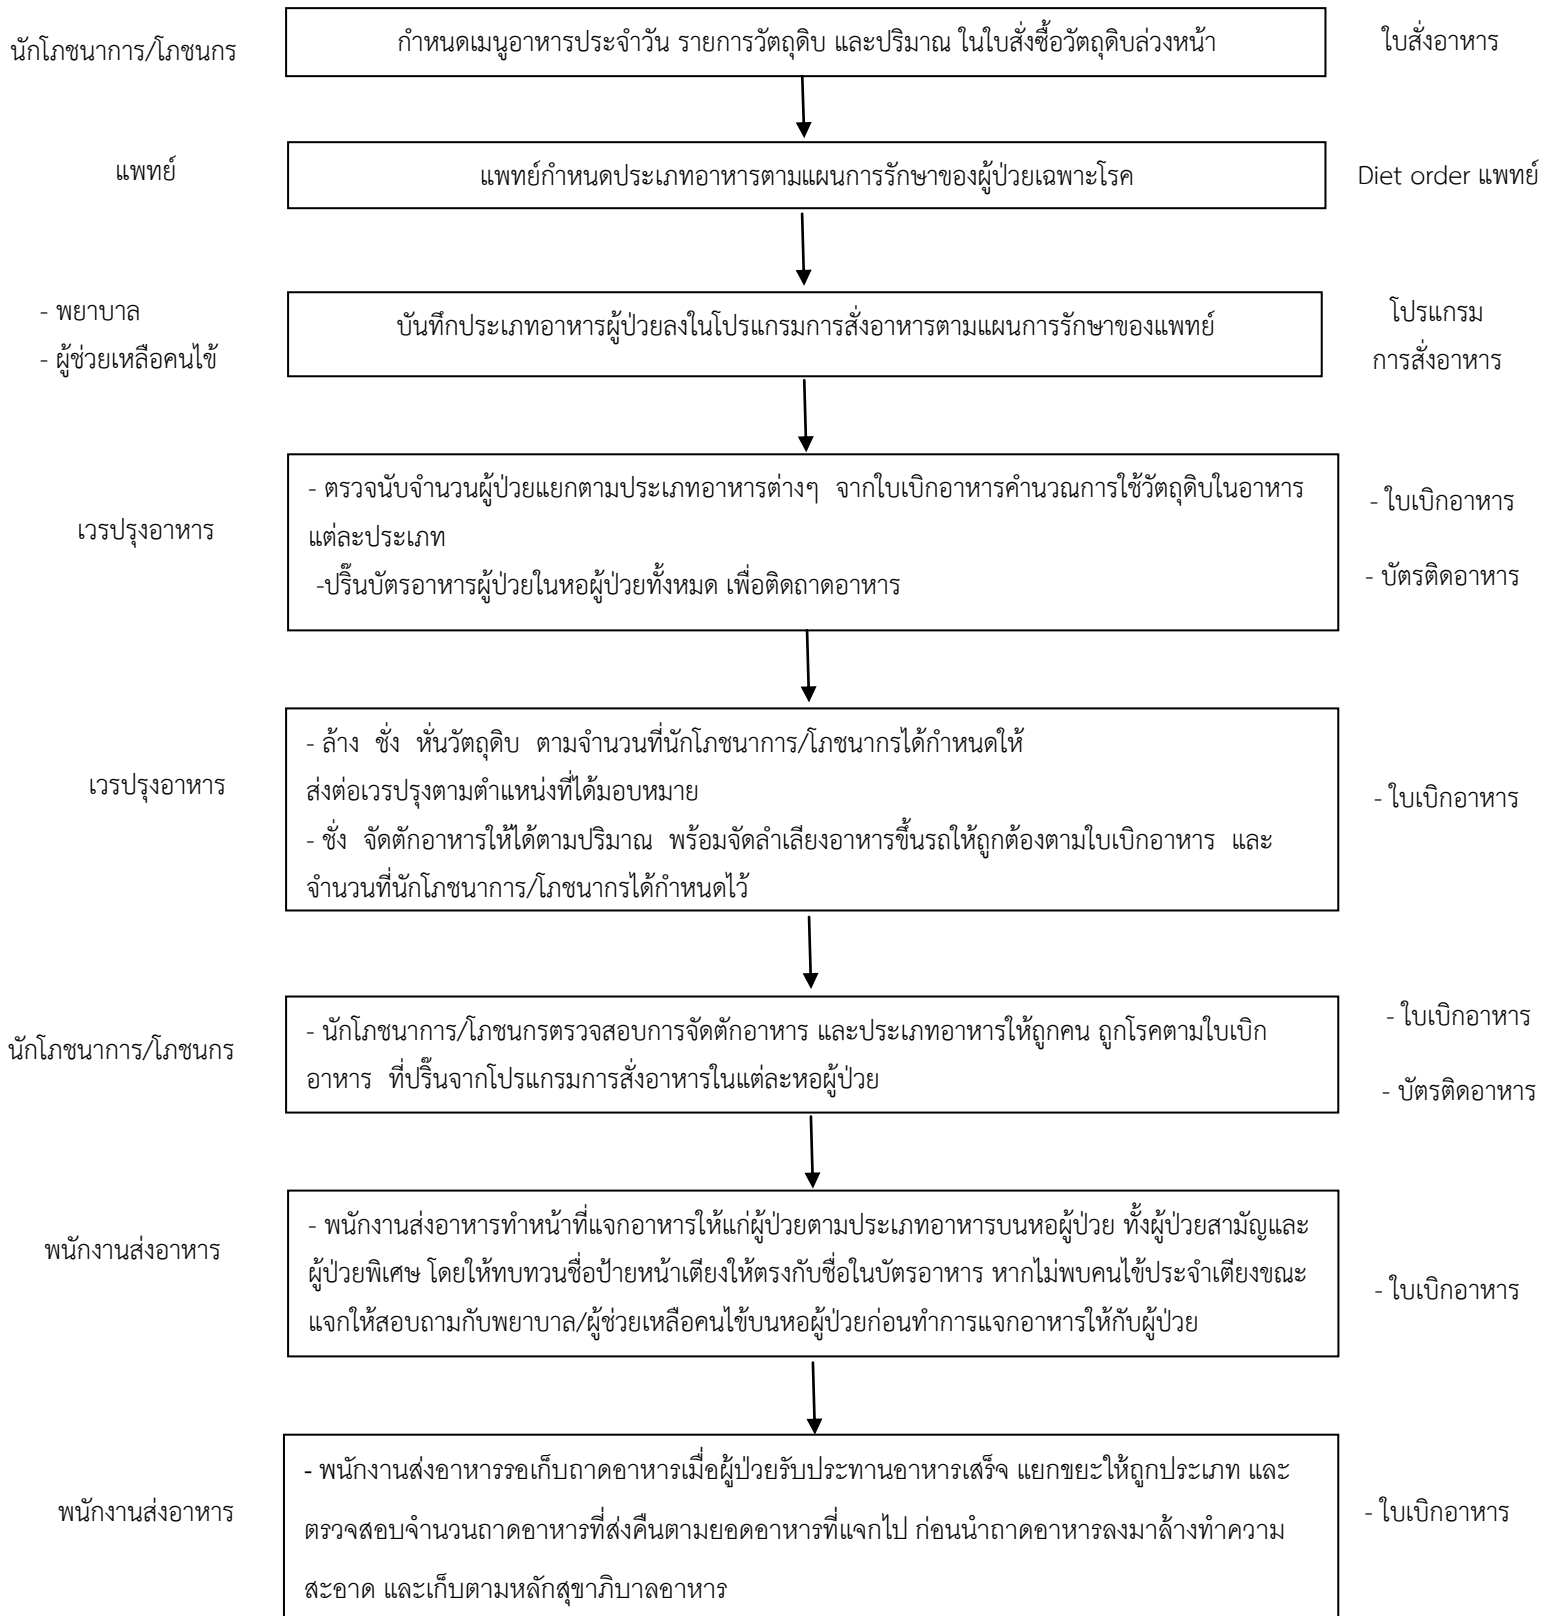 นักโภชนาการ/โภชนกร
กำหนดเมนูอาหารประจำวัน รายการวัตถุดิบ และปริมาณ ในใบสั่งซื้อวัตถุดิบล่วงหน้า
ใบสั่งอาหาร
แพทย์
แพทย์กำหนดประเภทอาหารตามแผนการรักษาของผู้ป่วยเฉพาะโรค
Diet order แพทย์
- พยาบาล
- ผู้ช่วยเหลือคนไข้
บันทึกประเภทอาหารผู้ป่วยลงในโปรแกรมการสั่งอาหารตามแผนการรักษาของแพทย์
โปรแกรม
การสั่งอาหาร
เวรปรุงอาหาร
- ตรวจนับจำนวนผู้ป่วยแยกตามประเภทอาหารต่างๆ จากใบเบิกอาหารคำนวณการใช้วัตถุดิบในอาหาร
แต่ละประเภท
-ปริ๊นบัตรอาหารผู้ป่วยในหอผู้ป่วยทั้งหมด เพื่อติดถาดอาหาร
- ใบเบิกอาหาร
- บัตรติดอาหาร
เวรปรุงอาหาร
- ล้าง ชั่ง หั่นวัตถุดิบ ตามจำนวนที่นักโภชนาการ/โภชนากรได้กำหนดให้
ส่งต่อเวรปรุงตามตำแหน่งที่ได้มอบหมาย
- ชั่ง จัดตักอาหารให้ได้ตามปริมาณ พร้อมจัดลำเลียงอาหารขึ้นรถให้ถูกต้องตามใบเบิกอาหาร และ
จำนวนที่นักโภชนาการ/โภชนากรได้กำหนดไว้
- ใบเบิกอาหาร
นักโภชนาการ/โภชนกร
- นักโภชนาการ/โภชนกรตรวจสอบการจัดตักอาหาร และประเภทอาหารให้ถูกคน ถูกโรคตามใบเบิก
อาหาร ที่ปริ๊นจากโปรแกรมการสั่งอาหารในแต่ละหอผู้ป่วย
- ใบเบิกอาหาร
- บัตรติดอาหาร
พนักงานส่งอาหาร
- พนักงานส่งอาหารทำหน้าที่แจกอาหารให้แก่ผู้ป่วยตามประเภทอาหารบนหอผู้ป่วย ทั้งผู้ป่วยสามัญและ
ผู้ป่วยพิเศษ โดยให้ทบทวนชื่อป้ายหน้าเตียงให้ตรงกับชื่อในบัตรอาหาร หากไม่พบคนไข้ประจำเตียงขณะ
แจกให้สอบถามกับพยาบาล/ผู้ช่วยเหลือคนไข้บนหอผู้ป่วยก่อนทำการแจกอาหารให้กับผู้ป่วย
- ใบเบิกอาหาร
พนักงานส่งอาหาร
- พนักงานส่งอาหารรอเก็บถาดอาหารเมื่อผู้ป่วยรับประทานอาหารเสร็จ แยกขยะให้ถูกประเภท และ
ตรวจสอบจำนวนถาดอาหารที่ส่งคืนตามยอดอาหารที่แจกไป ก่อนนำถาดอาหารลงมาล้างทำความ
สะอาด และเก็บตามหลักสุขาภิบาลอาหาร
- ใบเบิกอาหาร